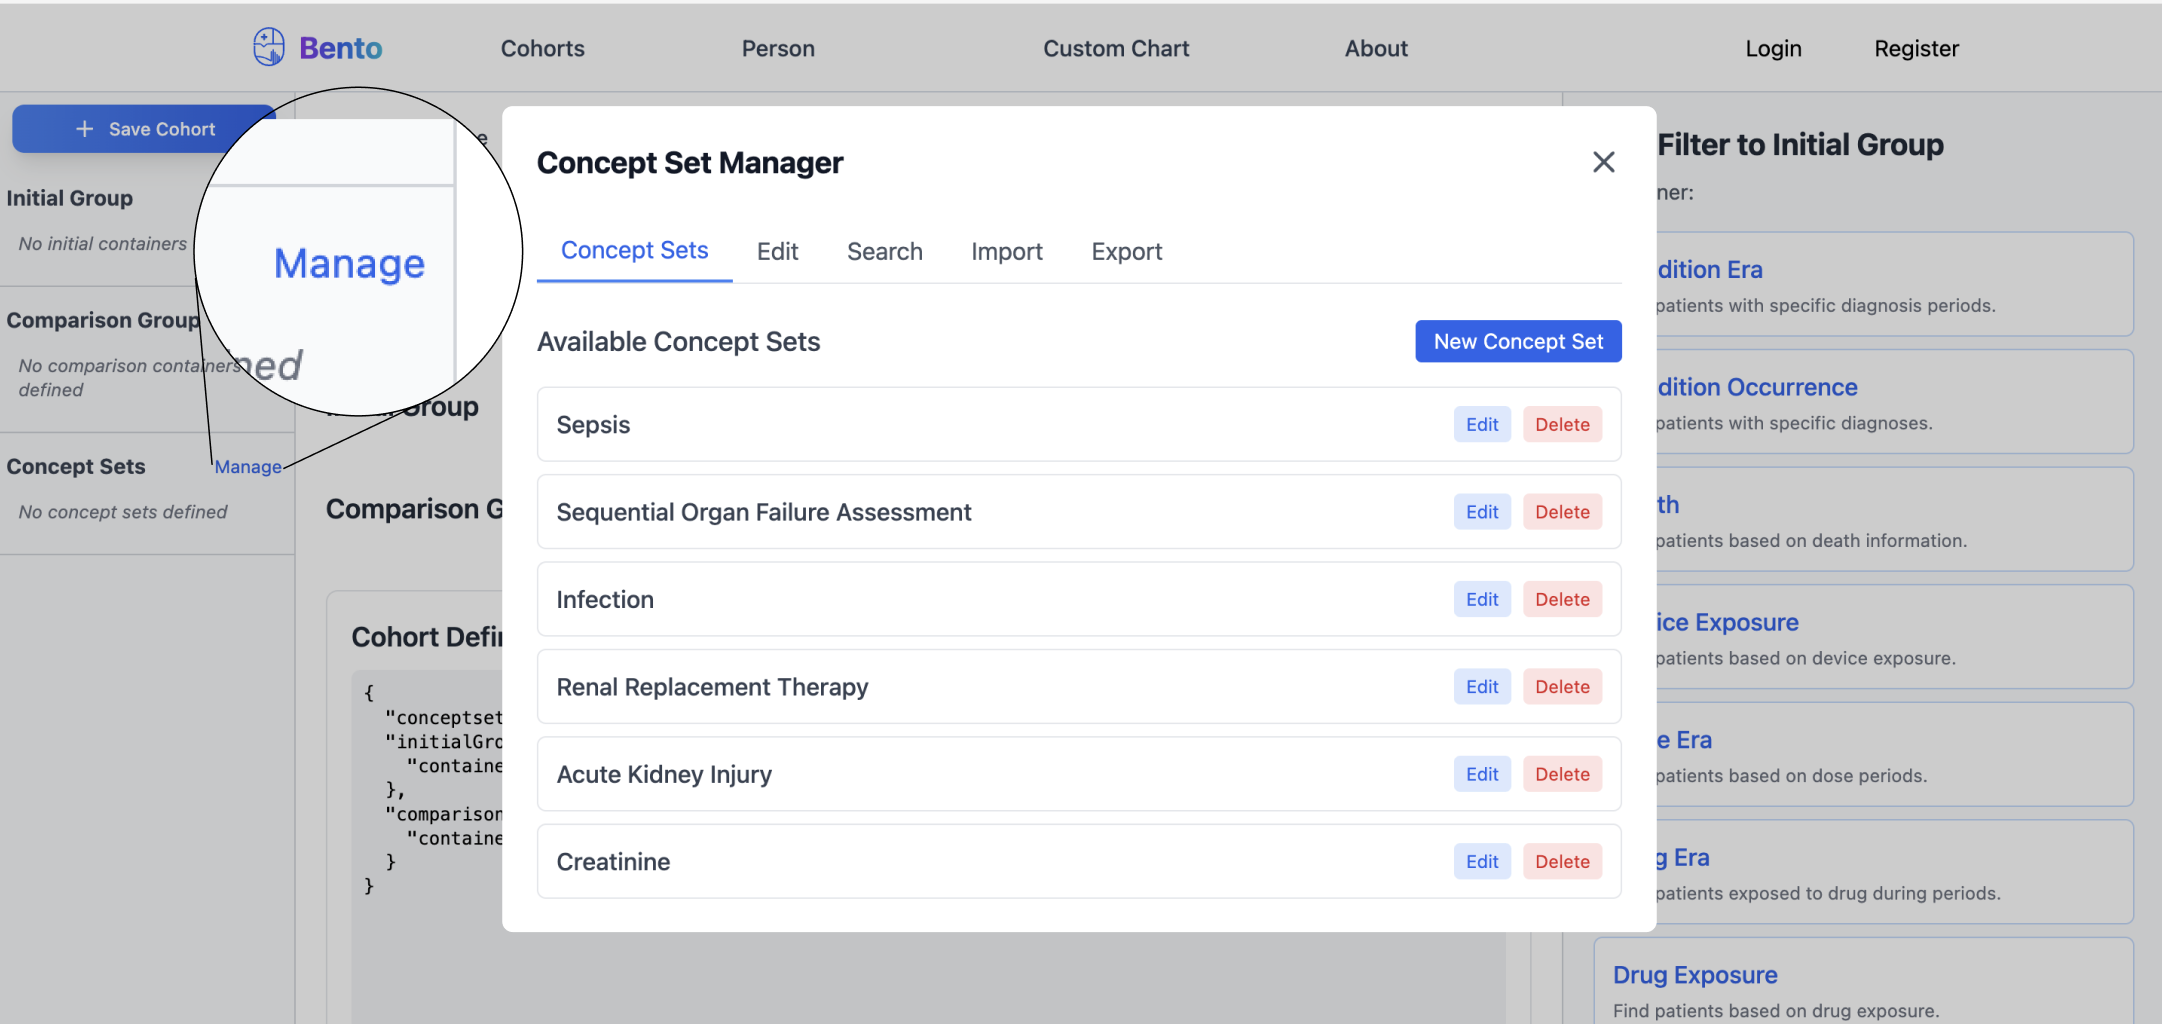 Bento
Cohorts
Person
Custom Chart
About
Login
Register
+ Save Cohort
Initial Group
No initial containers
Comparison Group
No comparison containers
defined
Concept Sets
Manage
No concept sets defined
Manage
Group
Comparison G
Cohort Defin
{
"conceptset
"initialGro
"containe
},
"comparison
"containe
}
}
Concept Set Manager
Concept Sets
Edit
Search
Import
Export
Available Concept Sets
New Concept Set
Sepsis
Edit
Delete
Sequential Organ Failure Assessment
Edit
Delete
Infection
Edit
Delete
Renal Replacement Therapy
Edit
Delete
Acute Kidney Injury
Edit
Delete
Creatinine
Edit
Delete
Filter to Initial Group
ner:
dition Era
patients with specific diagnosis periods.
dition Occurrence
patients with specific diagnoses.
th
patients based on death information.
ice Exposure
patients based on device exposure.
e Era
patients based on dose periods.
g Era
patients exposed to drug during periods.
Drug Exposure
Find patients based on drug exposure.